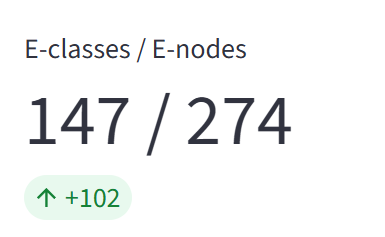 E-classes / E-nodes
147 / 274
↑ +102